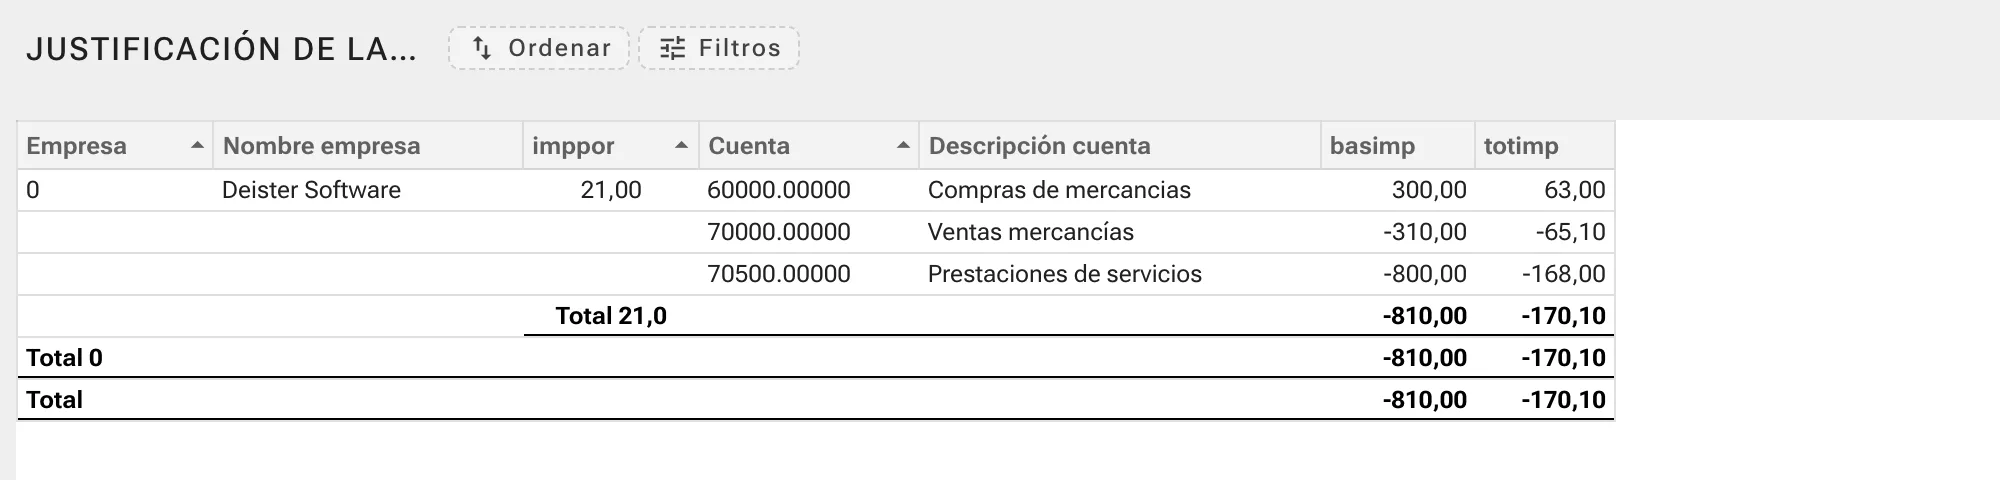 JUSTIFICACIÓN DE LA... Ordenar Filtros
Empresa Nombre empresa imppor Cuenta Descripción cuenta basimp totimp
0 Deister Software 21,00 60000.00000 Compras de mercancias 300,00 63,00
70000.00000 Ventas mercancías -310,00 -65,10
70500.00000 Prestaciones de servicios -800,00 -168,00
Total 21,0 -810,00 -170,10
Total 0 -810,00 -170,10
Total -810,00 -170,10